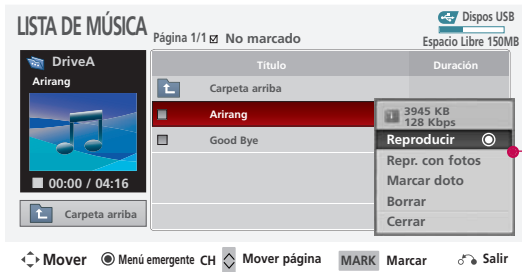 LISTA DE MÚSICA
Página 1/1 No marcado
Dispos USB
Espacio Libre 150MB
DriveA
Arirang
00:00 / 04:16
Carpeta arriba
Título Duración
Carpeta arriba
Arirang
Good Bye
3945 KB
128 Kbps
Reproducir
Repr. con fotos
Marcar doto
Borrar
Cerrar
Mover Menú emergente CH Mover página MARK Marcar Salir